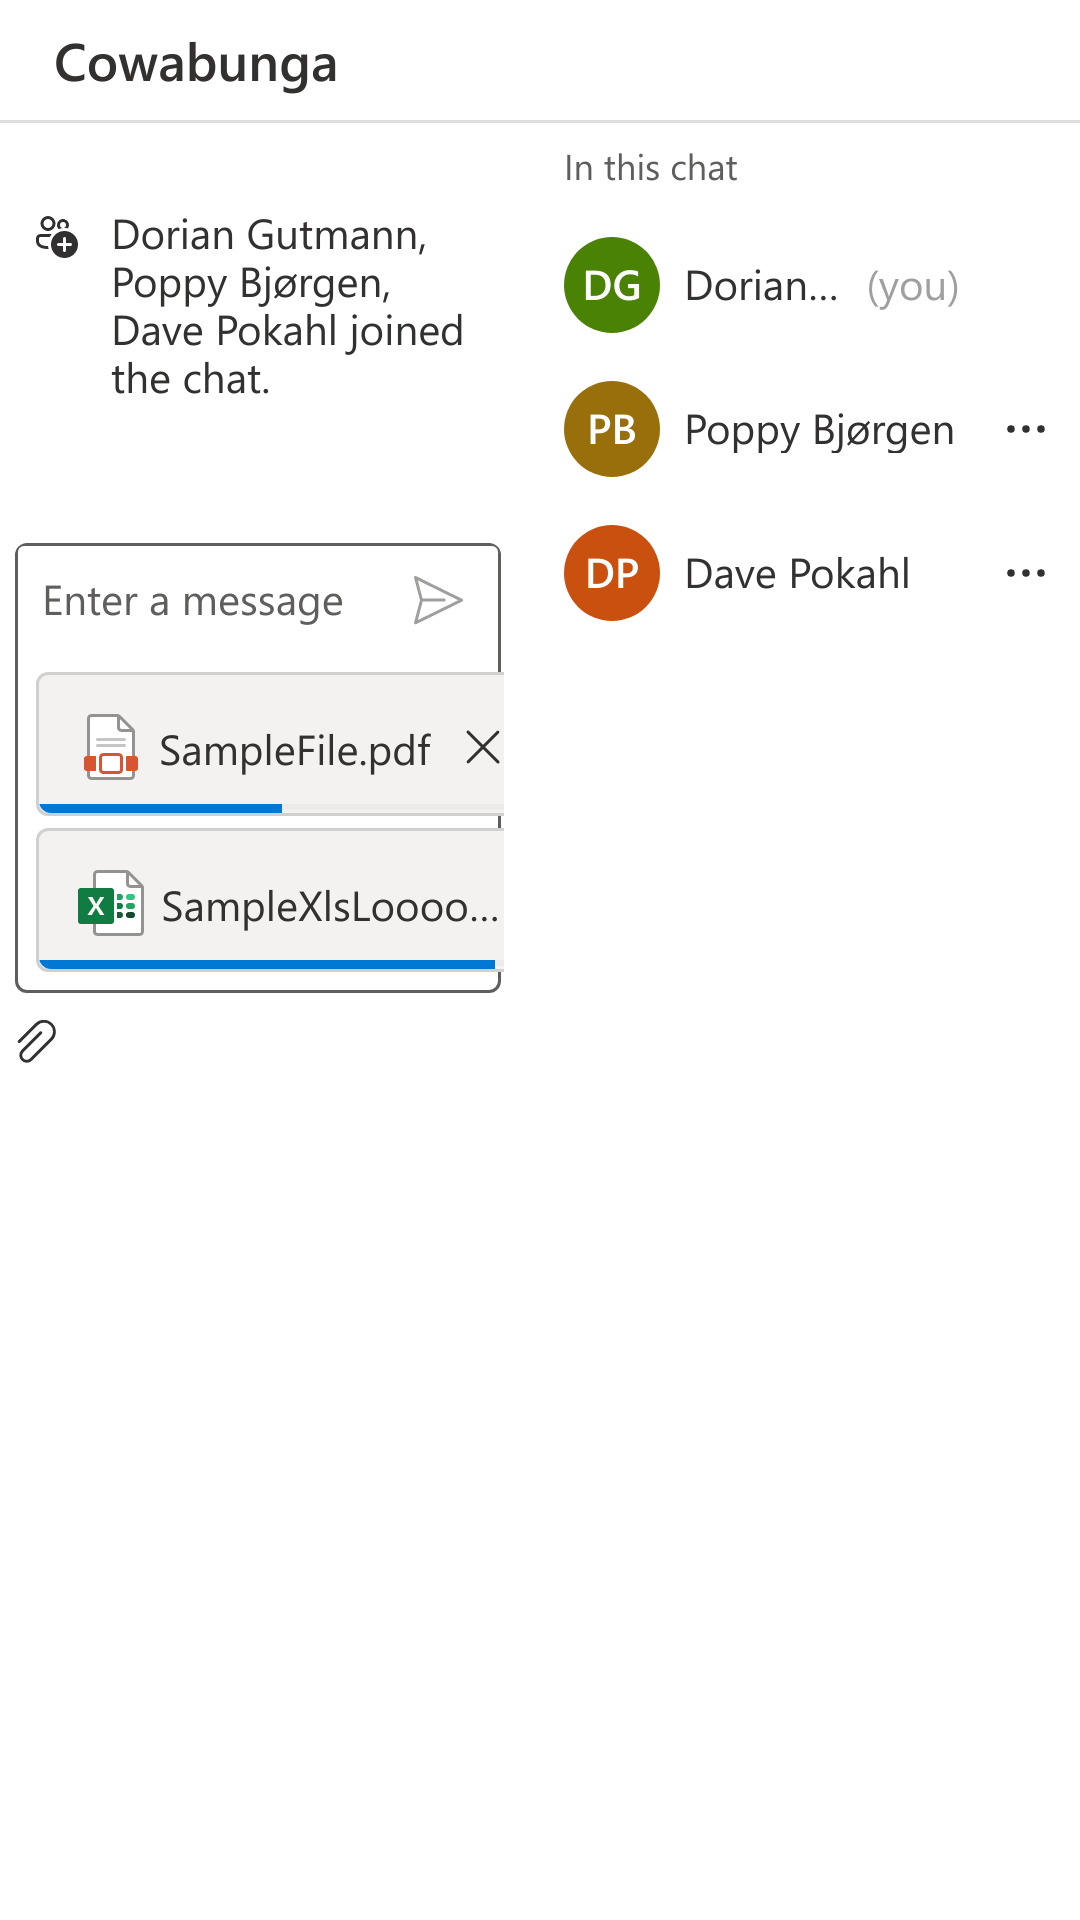 Cowabunga
Dorian Gutmann,
Poppy Bjørgen,
Dave Pokahl joined
the chat.
Enter a message
SampleFile.pdf
X
SampleXlsLoooo...
In this chat
DG Dorian... (you)
PB Poppy Bjørgen
DP Dave Pokahl